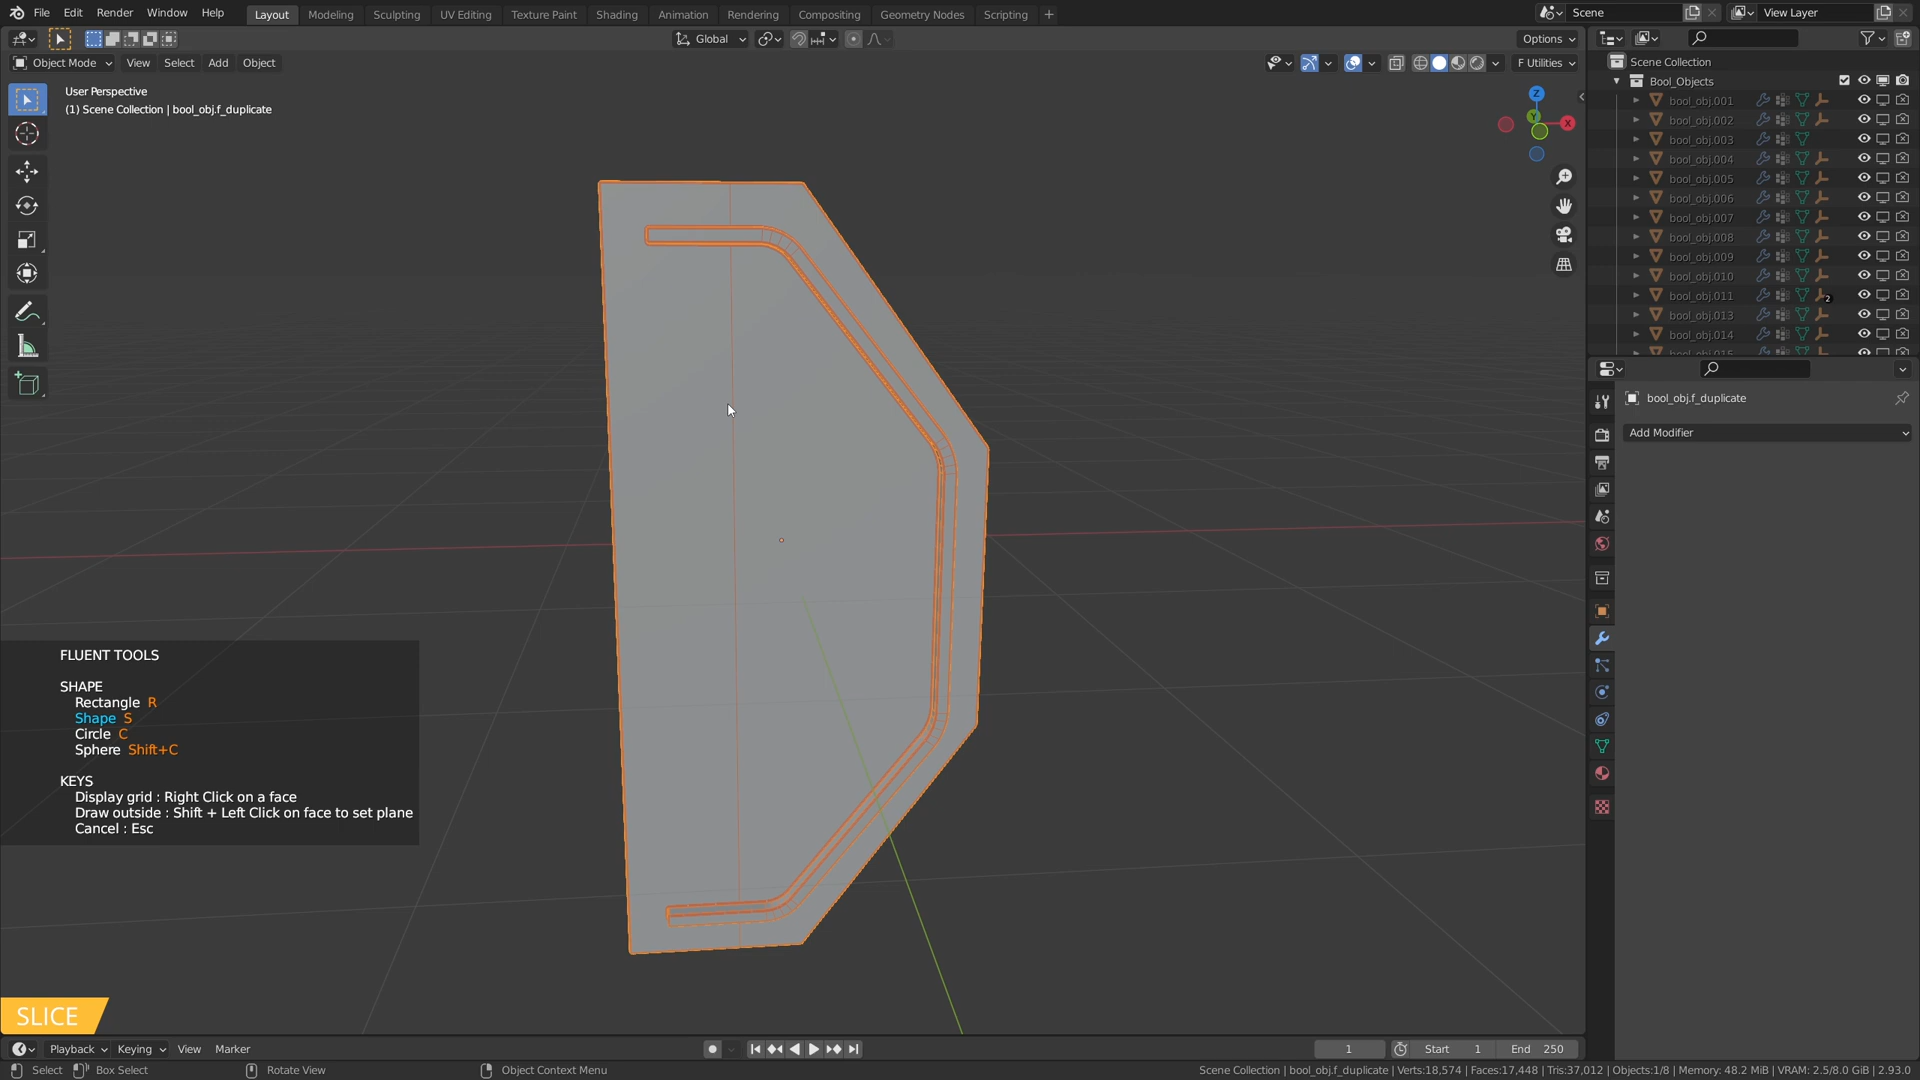 File Edit Render Window Help Layout Modeling Sculpting UV Editing Texture Paint Shading Animation Rendering Compositing Geometry Nodes Scripting + Scene View Layer
Global Options
Object Mode View Select Add Object F Utilities
User Perspective
(1) Scene Collection | bool_obj.f_duplicate
Z
Y
X
Scene Collection
Bool_Objects
bool_obj.001
bool_obj.002
bool_obj.003
bool_obj.004
bool_obj.005
bool_obj.006
bool_obj.007
bool_obj.008
bool_obj.009
bool_obj.010
bool_obj.011 2
bool_obj.013
bool_obj.014
bool_obj.015
bool_obj.f_duplicate
Add Modifier
FLUENT TOOLS
SHAPE
Rectangle R
Shape S
Circle C
Sphere Shift+C
KEYS
Display grid : Right Click on a face
Draw outside : Shift + Left Click on face to set plane
Cancel : Esc
SLICE
Playback Keying View Marker 1 Start 1 End 250
Select Box Select Rotate View Object Context Menu Scene Collection | bool_obj.f_duplicate | Verts:18,574 | Faces:17,448 | Tris:37,012 | Objects:1/8 | Memory: 48.2 MiB | VRAM: 2.5/8.0 GiB | 2.93.0